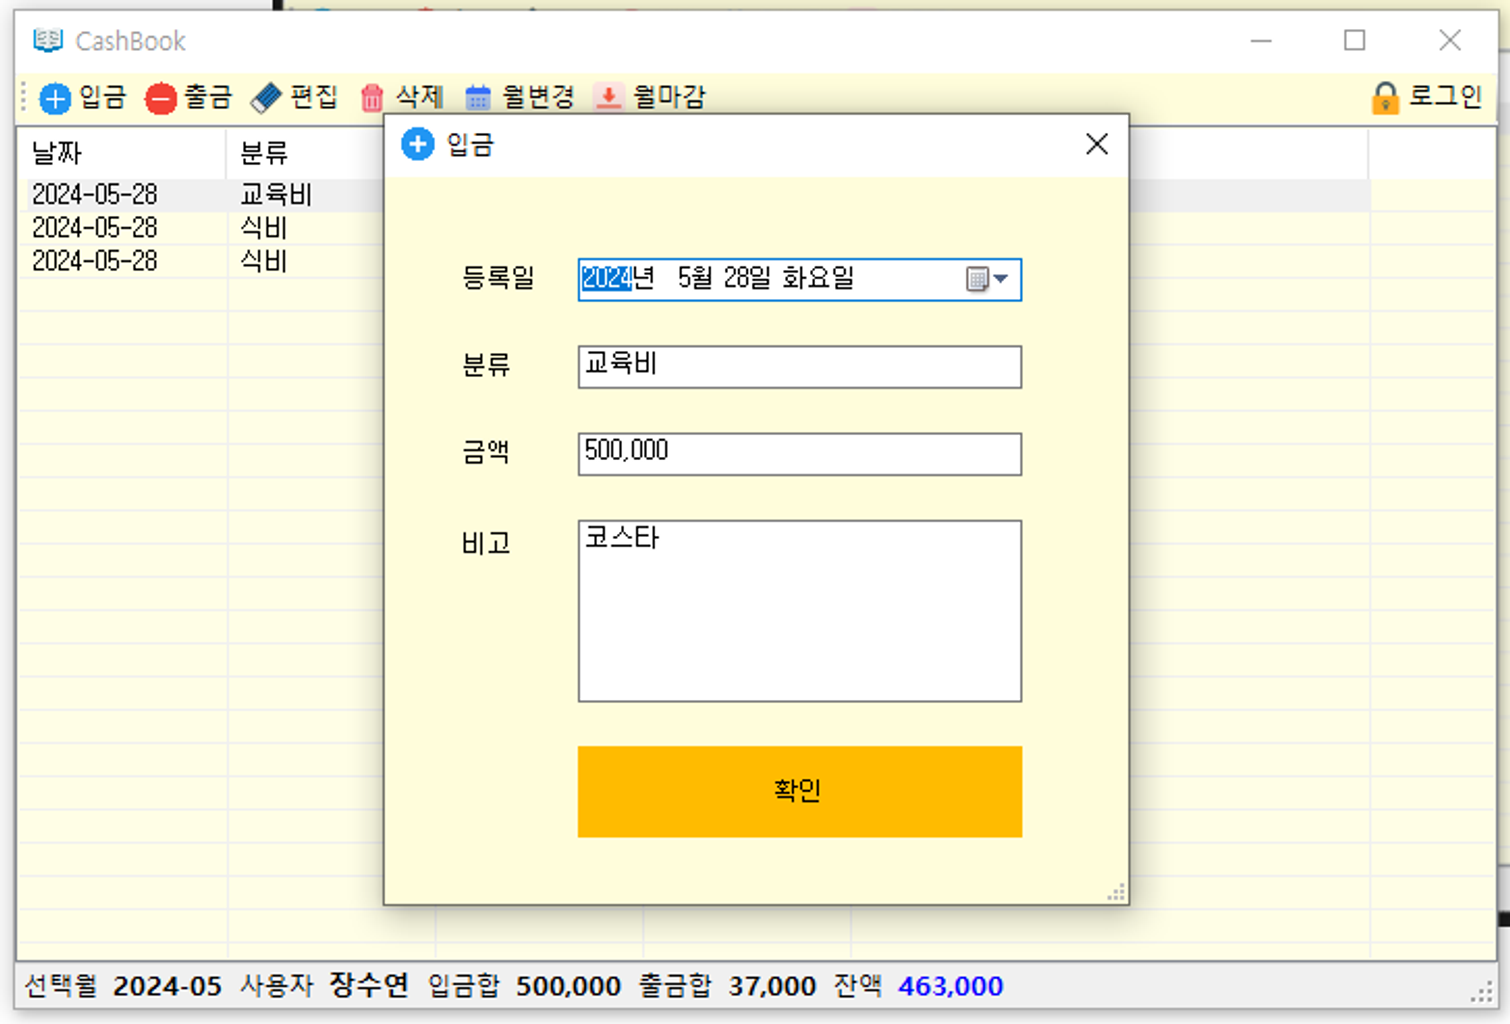 CashBook
입금 출금 편집 삭제 월변경 월마감 로그인
날짜 분류
2024-05-28 교육비
2024-05-28 식비
2024-05-28 식비
입금
등록일 2024년 5월 28일 화요일
분류 교육비
금액 500,000
비고 코스타
확인
선택월 2024-05 사용자 장수연 입금합 500,000 출금합 37,000 잔액 463,000